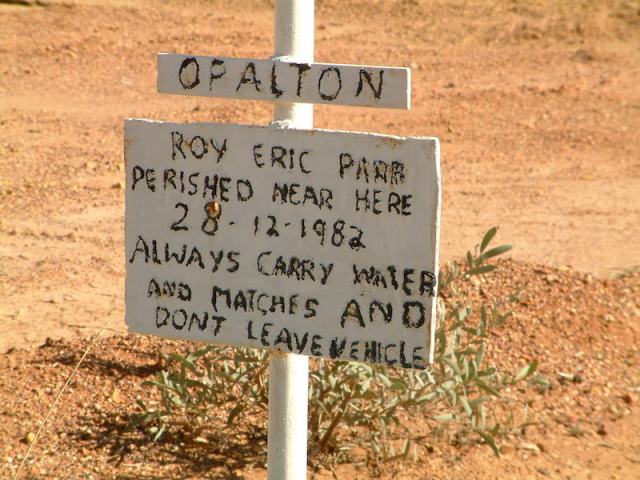 OPALTON
ROY ERIC PARR
PERISHED NEAR HERE
28-12-1982
ALWAYS CARRY WATER
AND MATCHES AND
DONT LEAVE VEHICLE